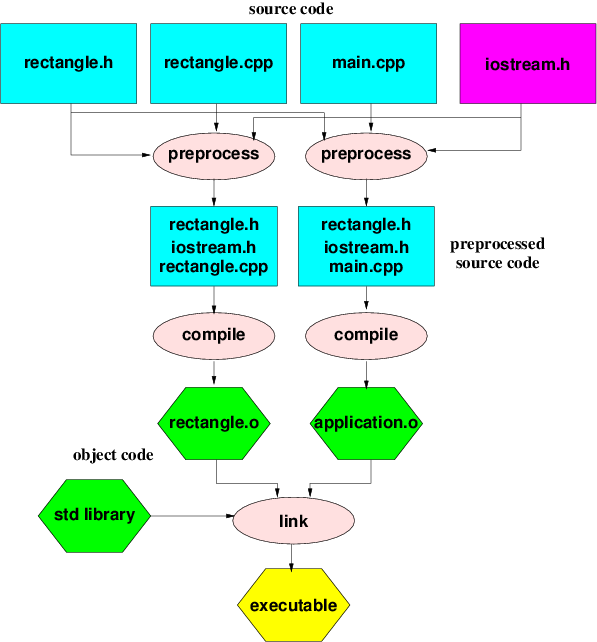 source code
rectangle.h
rectangle.cpp
main.cpp
iostream.h
preprocess
preprocess
rectangle.h
iostream.h
rectangle.cpp
rectangle.h
iostream.h
main.cpp
preprocessed
source code
compile
compile
rectangle.o
application.o
object code
std library
link
executable